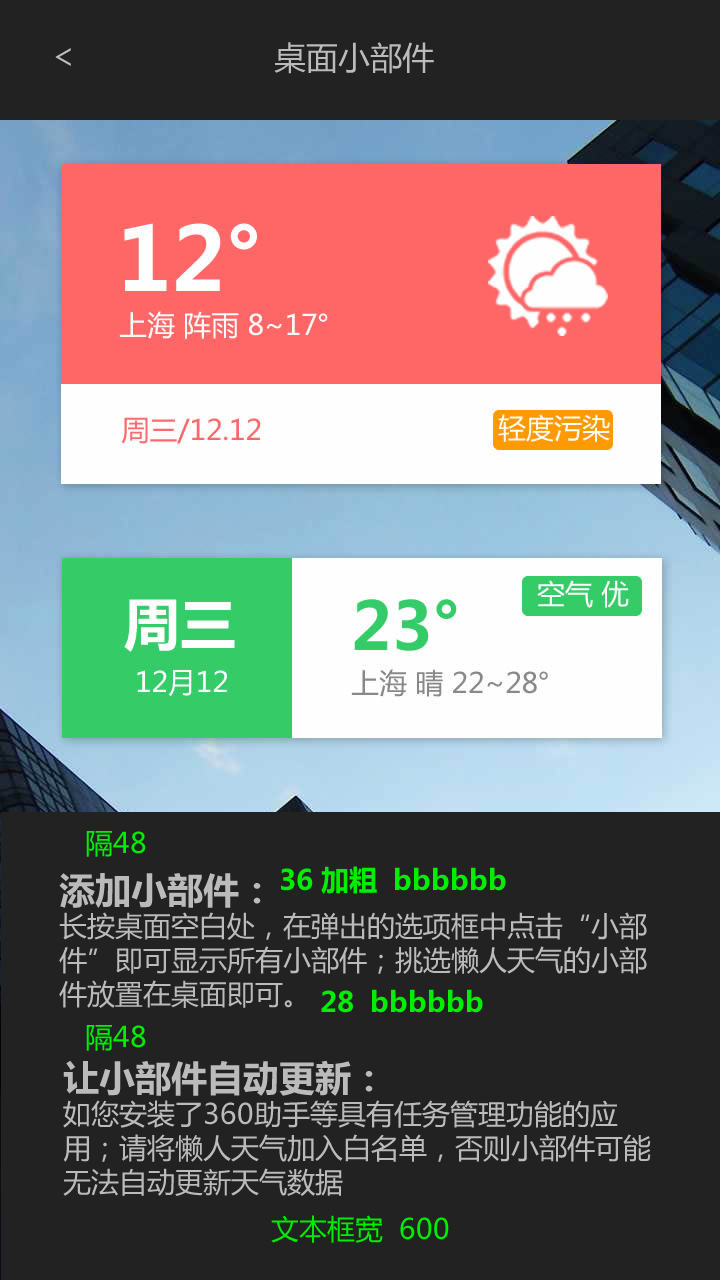 <
桌面小部件
12°
上海 阵雨 8~17°
周三/12.12
轻度污染
周三
12月12
空气 优
23°
上海 晴 22~28°
隔48
添加小部件：
36 加粗 bbbbbb
长按桌面空白处，在弹出的选项框中点击“小部
件”即可显示所有小部件；挑选懒人天气的小部
件放置在桌面即可。
28 bbbbbb
隔48
让小部件自动更新：
如您安装了360助手等具有任务管理功能的应
用；请将懒人天气加入白名单，否则小部件可能
无法自动更新天气数据
文本框宽 600